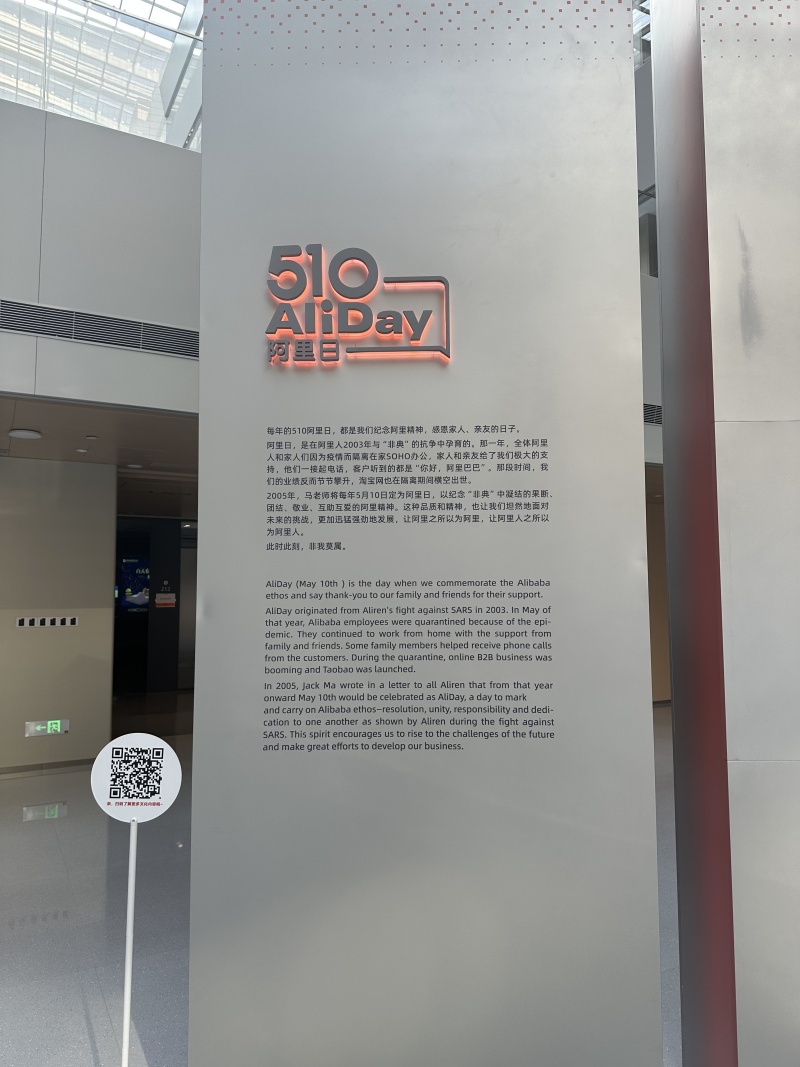 510
AliDay
阿里日
每年的510阿里日，都是我们纪念阿里精神，感恩家人、亲友的日子。
阿里日，是在阿里人2003年与“非典”的抗争中孕育的。那一年，全体阿里
人和家人们因为疫情而隔离在家SOHO办公，家人和亲友给了我们极大的支
持，他们一接起电话，客户听到的都是“你好，阿里巴巴”。那段时间，我
们的业绩反而节节攀升，淘宝网也在隔离期间横空出世。
2005年，马老师将每年5月10日定为阿里日，以纪念“非典”中凝结的果断、
团结、敬业、互助互爱的阿里精神。这种品质和精神，也让我们坦然地面对
未来的挑战，更加迅猛强劲地发展，让阿里之所以为阿里，让阿里人之所以
为阿里人。
此时此刻，非我莫属。
AliDay (May 10th ) is the day when we commemorate the Alibaba
ethos and say thank-you to our family and friends for their support.
AliDay originated from Aliren's fight against SARS in 2003. In May of
that year, Alibaba employees were quarantined because of the epi-
demic. They continued to work from home with the support from
family and friends. Some family members helped receive phone calls
from the customers. During the quarantine, online B2B business was
booming and Taobao was launched.
In 2005, Jack Ma wrote in a letter to all Aliren that from that year
onward May 10th would be celebrated as AliDay, a day to mark
and carry on Alibaba ethos—resolution, unity, responsibility and dedi-
cation to one another as shown by Aliren during the fight against
SARS. This spirit encourages us to rise to the challenges of the future
and make great efforts to develop our business.